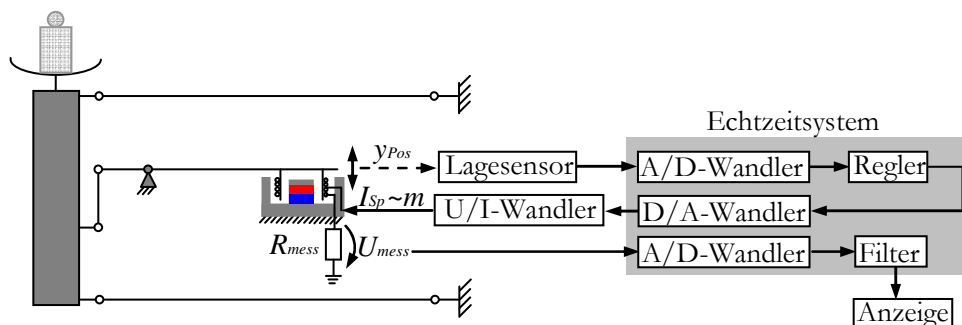 Echtzeitsystem
y_Pos
Lagesensor
A/D-Wandler
Regler
I_Sp~m
U/I-Wandler
D/A-Wandler
R_mess
U_mess
A/D-Wandler
Filter
Anzeige